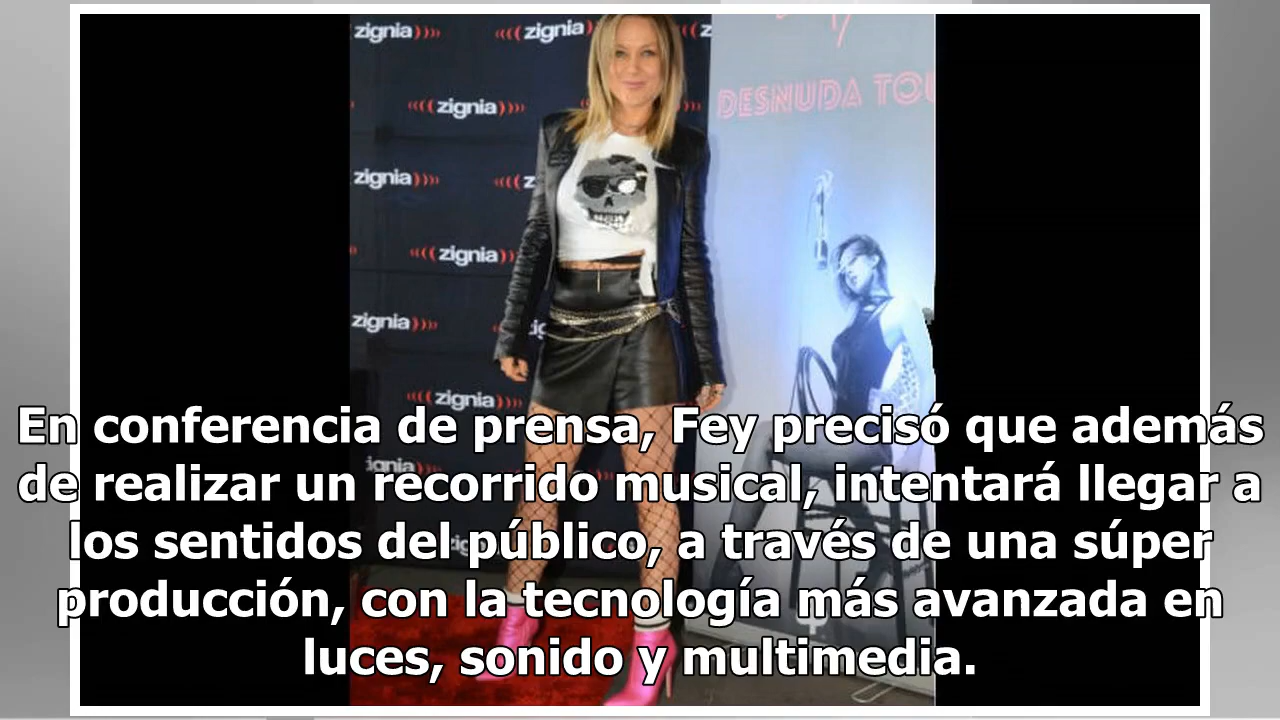 zignia zignia
zignia
DESNUDA TOU
zignia
zignia
zignia
zignia
En conferencia de prensa, Fey precisó que además
de realizar un recorrido musical, intentará llegar a
los sentidos del público, a través de una súper
producción, con la tecnología más avanzada en
luces, sonido y multimedia.